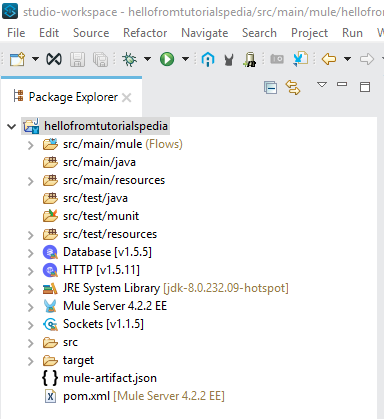 studio-workspace - hellofromtutorialspedia/src/main/mule/hellofro
File Edit Source Refactor Navigate Search Project Run W
Package Explorer
hellofromtutorialspedia
src/main/mule (Flows)
src/main/java
src/main/resources
src/test/java
src/test/munit
src/test/resources
Database [v1.5.5]
HTTP [v1.5.11]
JRE System Library [jdk-8.0.232.09-hotspot]
Mule Server 4.2.2 EE
Sockets [v1.1.5]
src
target
mule-artifact.json
pom.xml [Mule Server 4.2.2 EE]